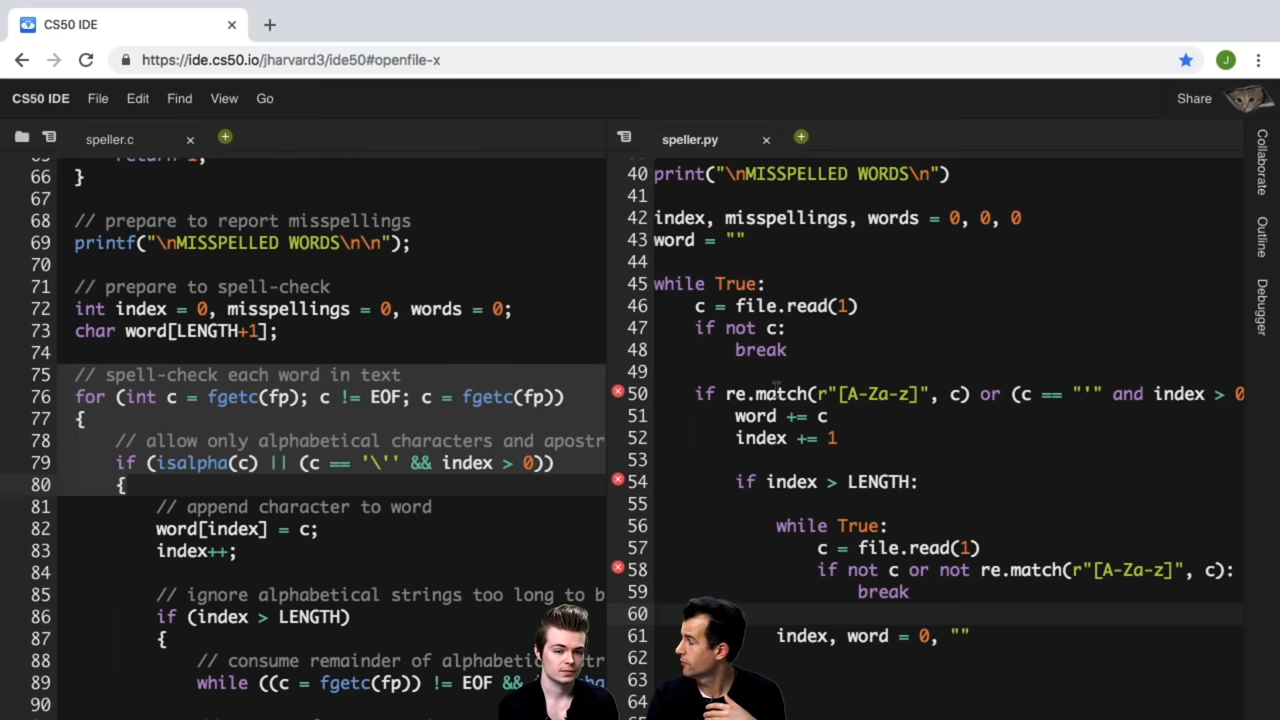 CS50 IDE
https://ide.cs50.io/jharvard3/ide50#openfile-x
J
CS50 IDE File Edit Find View Go Share
speller.c
66 }
67
68 // prepare to report misspellings
69 printf("\nMISSPELLED WORDS\n\n");
70
71 // prepare to spell-check
72 int index = 0, misspellings = 0, words = 0;
73 char word[LENGTH+1];
74
75 // spell-check each word in text
76 for (int c = fgetc(fp); c != EOF; c = fgetc(fp))
77 {
78 // allow only alphabetical characters and apostr
79 if (isalpha(c) || (c == '\'' && index > 0))
80 {
81 // append character to word
82 word[index] = c;
83 index++;
84
85 // ignore alphabetical strings too long to b
86 if (index > LENGTH)
87 {
88 // consume remainder of alphabetic
89 while ((c = fgetc(fp)) != EOF &&
90
speller.py
40 print("\nMISSPELLED WORDS\n")
41
42 index, misspellings, words = 0, 0, 0
43 word = ""
44
45 while True:
46 c = file.read(1)
47 if not c:
48 break
49
50 if re.match(r"[A-Za-z]", c) or (c == "'" and index > 0
51 word += c
52 index += 1
53
54 if index > LENGTH:
55
56 while True:
57 c = file.read(1)
58 if not c or not re.match(r"[A-Za-z]", c):
59 break
60
61 index, word = 0, ""
62
63
64
Collaborate
Outline
Debugger